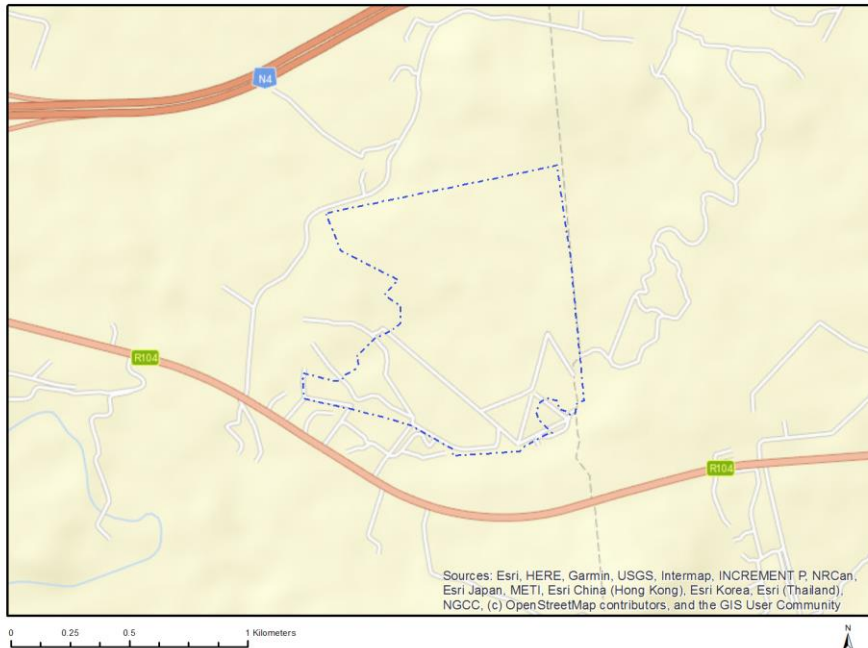 N4
R104
R104
Sources: Esri, HERE, Garmin, USGS, Intermap, INCREMENT P, NRCan,
Esri Japan, METI, Esri China (Hong Kong), Esri Korea, Esri (Thailand),
NGCC, (c) OpenStreetMap contributors, and the GIS User Community
0 0.25 0.5 1 Kilometers
N